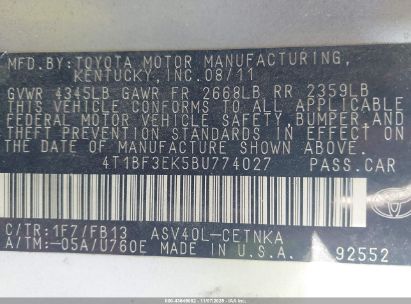 MFD. BY: TOYOTA MOTOR MANUFACTURING,
KENTUCKY, INC. 08/11
GVWR 4345LB GAWR FR 2668LB RR 2359LB
THIS VEHICLE CONFORMS TO ALL APPLICABLE
FEDERAL MOTOR VEHICLE SAFETY, BUMPER AND
THEFT PREVENTION STANDARDS IN EFFECT ON
THE DATE OF MANUFACTURE SHOWN ABOVE.
4T1BF3EK5BU774027 PASS.CAR
C/TR:1F7/FB13 ASV40L-CETNKA
A/TM:-05A/U760E MADE IN U.S.A. 92552